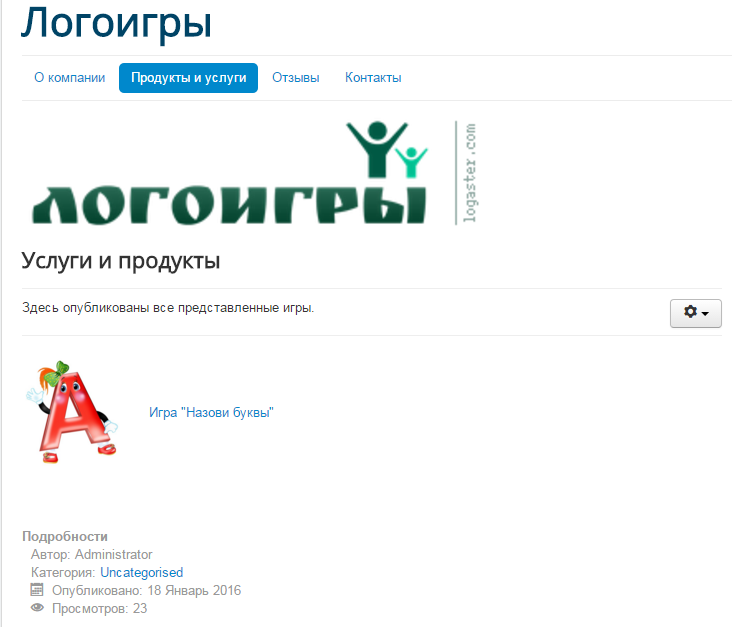 Логоигры
О компании Продукты и услуги Отзывы Контакты
логоигры
logaster.com
Услуги и продукты
Здесь опубликованы все представленные игры.
А
Игра "Назови буквы"
Подробности
Автор: Administrator
Категория: Uncategorised
Опубликовано: 18 Январь 2016
Просмотров: 23